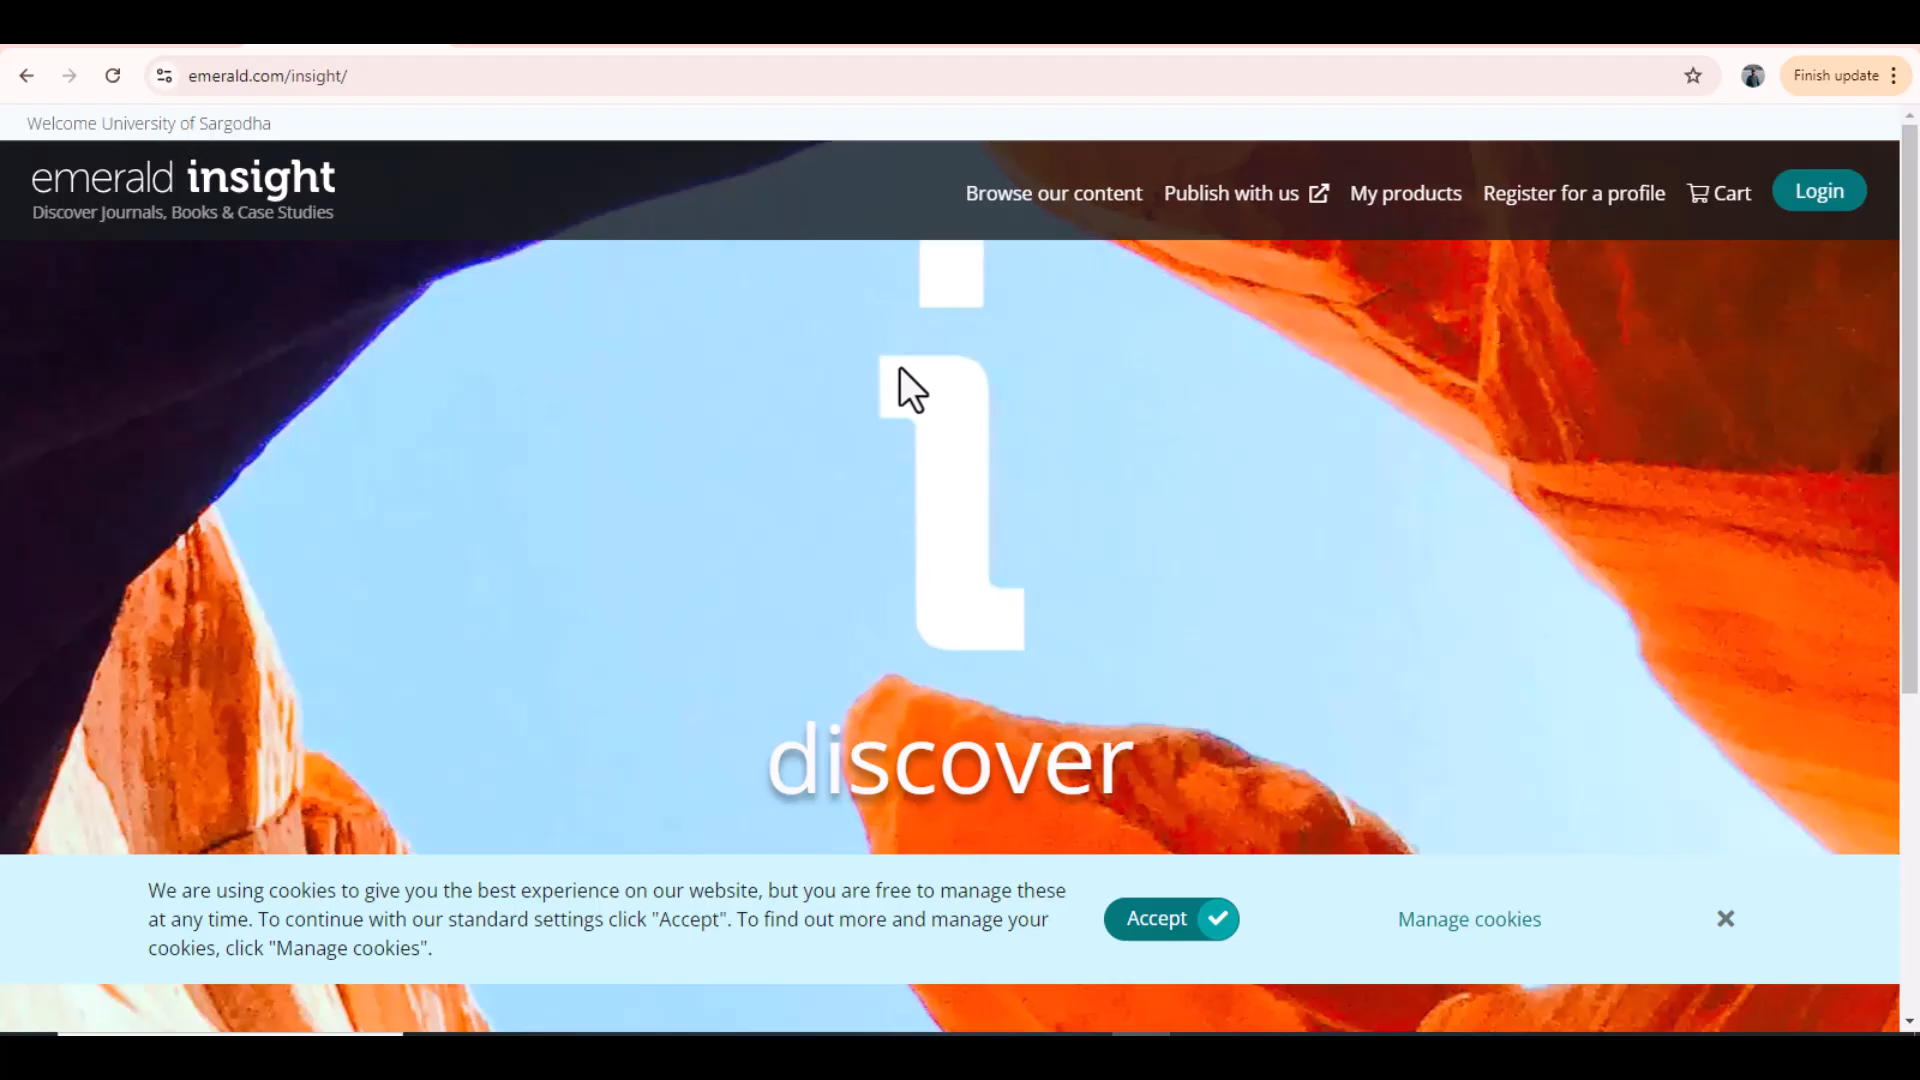 emerald.com/insight/
Finish update
Welcome University of Sargodha
emerald insight
Discover Journals, Books & Case Studies
Browse our content
Publish with us
My products
Register for a profile
Cart
Login
i
discover
We are using cookies to give you the best experience on our website, but you are free to manage these
at any time. To continue with our standard settings click "Accept". To find out more and manage your
cookies, click "Manage cookies".
Accept
Manage cookies